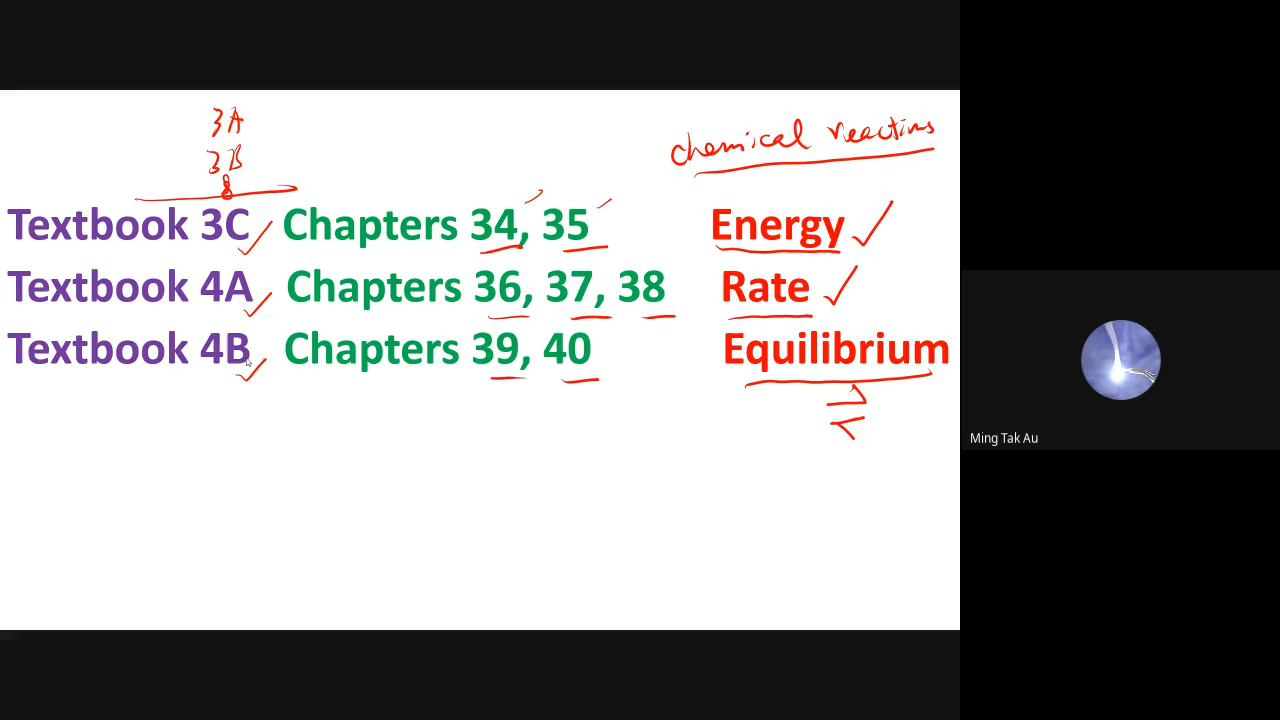 3A
3B
8
chemical reactions
Textbook 3C Chapters 34, 35 Energy
Textbook 4A Chapters 36, 37, 38 Rate
Textbook 4B Chapters 39, 40 Equilibrium
⇌
Ming Tak Au